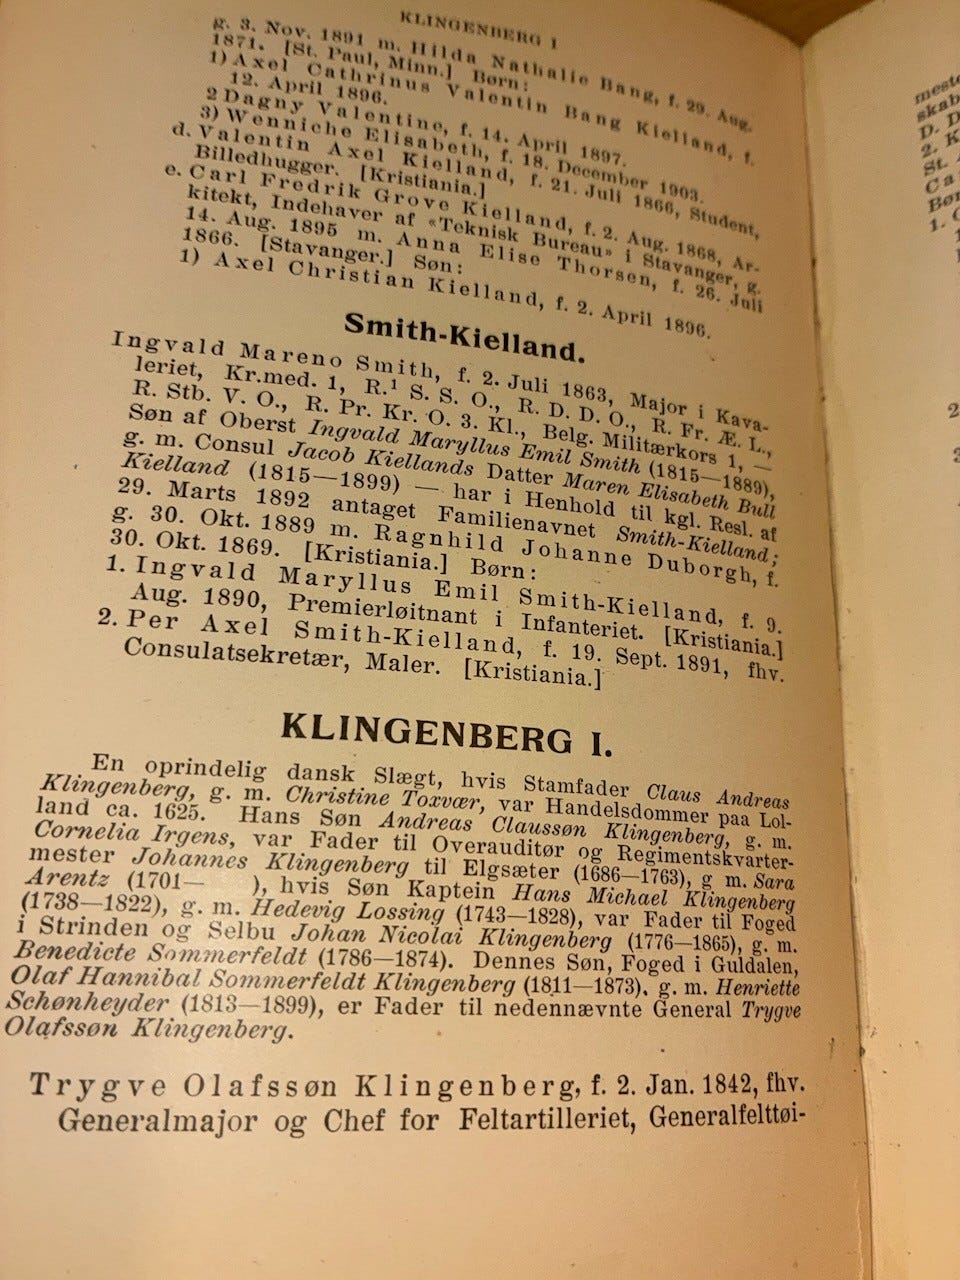 KLINGENBERG I
g. 3. Nov. 1891 m. Hilda Nathalie Bang, f. 29. Aug.
1871. [St. Paul, Minn.] Børn:
1) Axel Cathrinus Valentin Bang Kielland, f.
12. April 1896.
2 Dagny Valentine, f. 14. April 1897.
3) Wenniche Elisabeth, f. 18. December 1903.
d. Valentin Axel Kielland, f. 21. Juli 1866, Student,
Billedhugger. [Kristiania.]
e. Carl Fredrik Grove Kielland, f. 2. Aug. 1868, Ar-
kitekt, Indehaver af «Teknisk Bureau» i Stavanger, g.
14. Aug. 1895 m. Anna Elise Thorsen, f. 26. Juli
1866. [Stavanger.] Søn:
1) Axel Christian Kielland, f. 2. April 1896.
Smith-Kielland.
Ingvald Mareno Smith, f. 2. Juli 1863, Major i Kava-
leriet, Kr.med. 1, R.¹ S. S. O., R. D. D. O., R. Fr. Æ. L.,
R. Stb. V. O., R. Pr. Kr. O. 3. Kl., Belg. Militærkors 1, —
Søn af Oberst Ingvald Maryllus Emil Smith (1815—1889),
g. m. Consul Jacob Kiellands Datter Maren Elisabeth Bull
Kielland (1815—1899) — har i Henhold til kgl. Resl. af
29. Marts 1892 antaget Familienavnet Smith-Kielland;
g. 30. Okt. 1889 m. Ragnhild Johanne Duborgh, f.
30. Okt. 1869. [Kristiania.] Børn:
1. Ingvald Maryllus Emil Smith-Kielland, f. 9.
Aug. 1890, Premierløitnant i Infanteriet. [Kristiania.]
2. Per Axel Smith-Kielland, f. 19. Sept. 1891, fhv.
Consulatsekretær, Maler. [Kristiania.]
KLINGENBERG I.
En oprindelig dansk Slægt, hvis Stamfader Claus Andreas
Klingenberg, g. m. Christine Toxvær, var Handelsdommer paa Lol-
land ca. 1625. Hans Søn Andreas Claussøn Klingenberg, g. m.
Cornelia Irgens, var Fader til Overauditør og Regimentskvarter-
mester Johannes Klingenberg til Elgsæter (1686—1763), g m. Sara
Arentz (1701— ), hvis Søn Kaptein Hans Michael Klingenberg
(1738—1822), g. m. Hedevig Lossing (1743—1828), var Fader til Foged
i Strinden og Selbu Johan Nicolai Klingenberg (1776—1865), g. m.
Benedicte Sommerfeldt (1786—1874). Dennes Søn, Foged i Guldalen,
Olaf Hannibal Sommerfeldt Klingenberg (1811—1873), g. m. Henriette
Schønheyder (1813—1899), er Fader til nedennævnte General Trygve
Olafssøn Klingenberg.
Trygve Olafssøn Klingenberg, f. 2. Jan. 1842, fhv.
Generalmajor og Chef for Feltartilleriet, Generalfelttøi-
skab
D. D
2. K
St. A
Ca
Bør
1. C